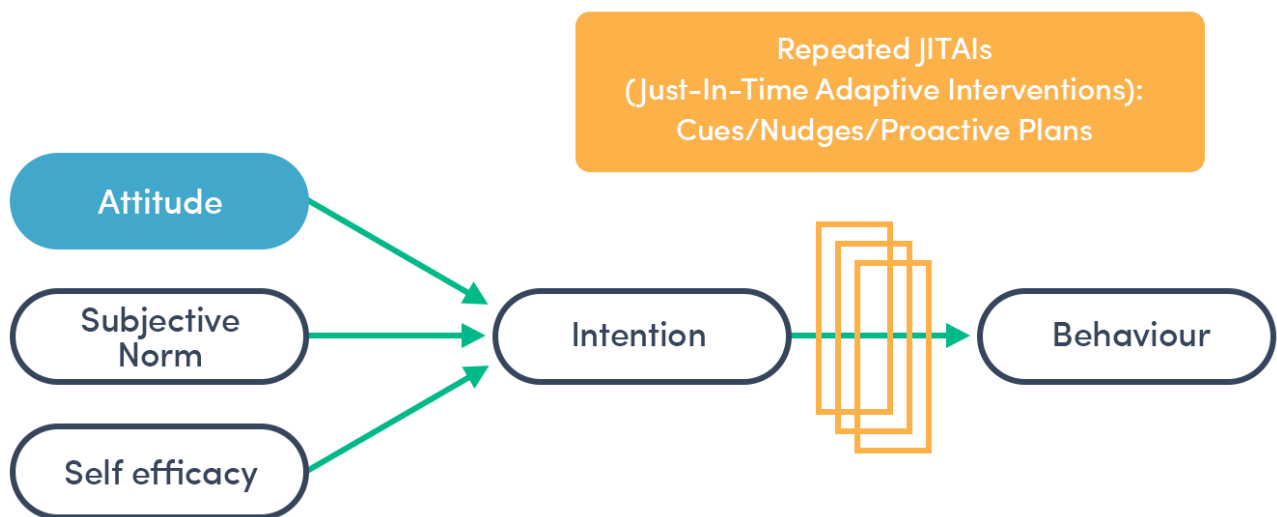 Repeated JITAIs
(Just-In-Time Adaptive Interventions):
Cues/Nudges/Proactive Plans
Attitude
Subjective
Norm
Self efficacy
Intention
Behaviour